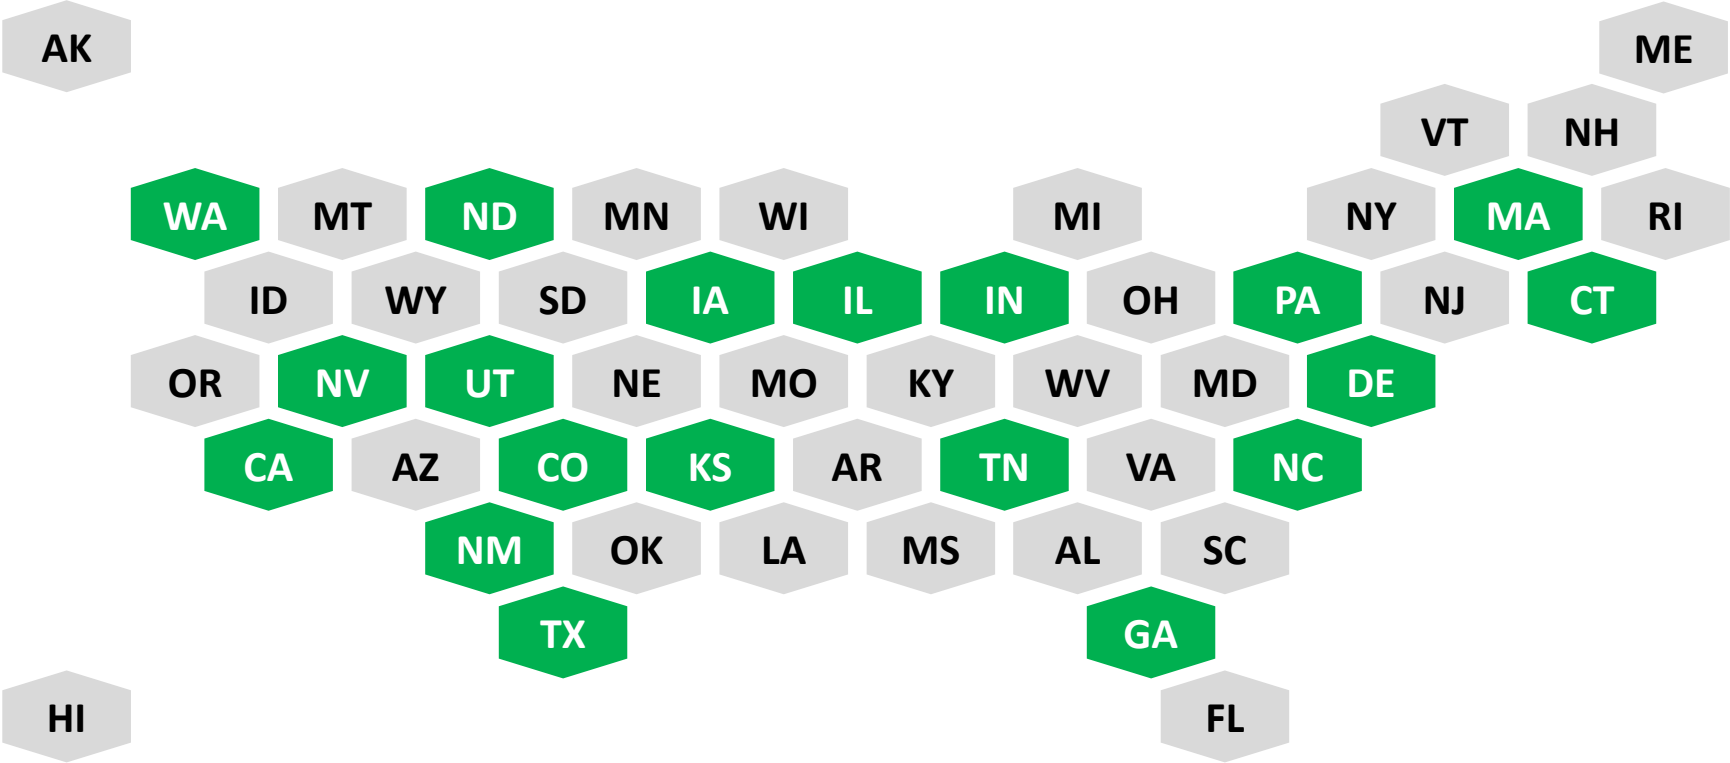 AK ME
VT NH
WA MT ND MN WI MI NY MA RI
ID WY SD IA IL IN OH PA NJ CT
OR NV UT NE MO KY WV MD DE
CA AZ CO KS AR TN VA NC
NM OK LA MS AL SC
TX GA
HI FL